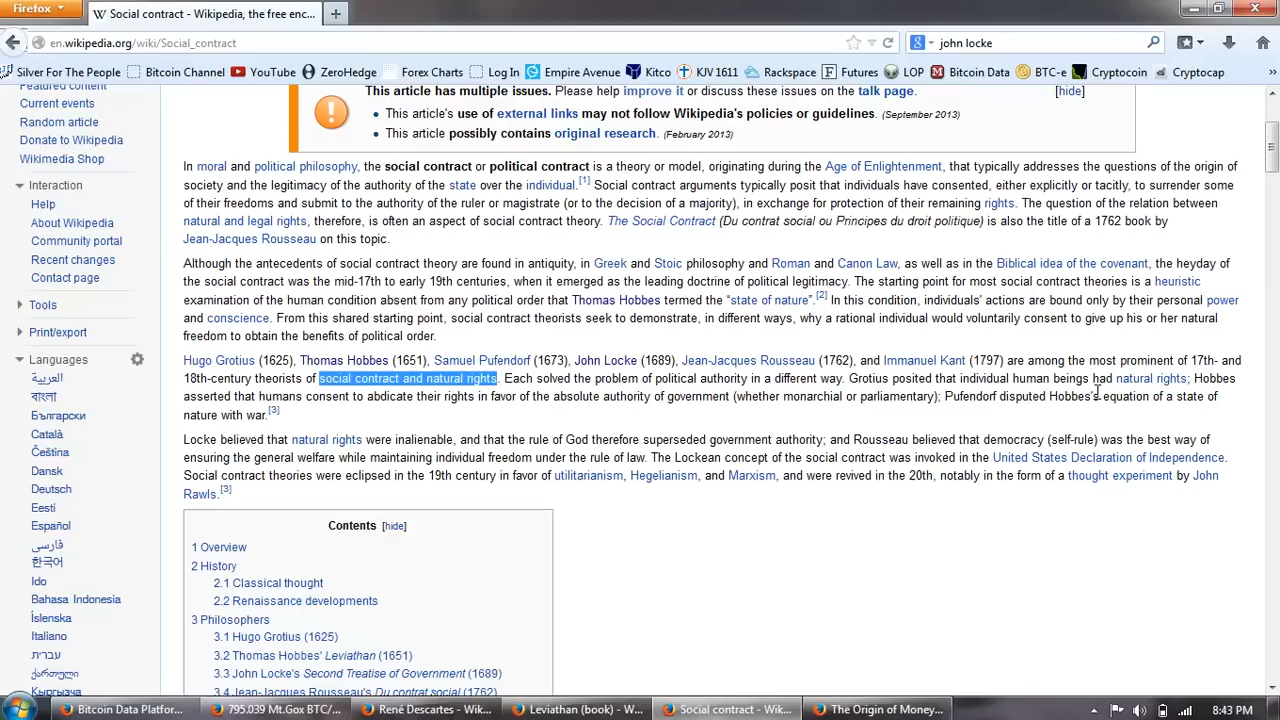 Firefox
Social contract - Wikipedia, the free enc...
en.wikipedia.org/wiki/Social_contract
john locke
Silver For The People
Bitcoin Channel
YouTube
ZeroHedge
Forex Charts
Log In
Empire Avenue
Kitco
KJV 1611
Rackspace
Futures
LOP
Bitcoin Data
BTC-e
Cryptocoin
Cryptocap
Featured content
Current events
Random article
Donate to Wikipedia
Wikimedia Shop
Interaction
Help
About Wikipedia
Community portal
Recent changes
Contact page
Tools
Print/export
Languages
العربية
বাংলা
Български
Català
Čeština
Dansk
Deutsch
Eesti
Español
فارسی
한국어
Ido
Bahasa Indonesia
Íslenska
Italiano
עברית
ქართული
Қазақша
This article has multiple issues. Please help improve it or discuss these issues on the talk page. [hide]
• This article's use of external links may not follow Wikipedia's policies or guidelines. (September 2013)
• This article possibly contains original research. (February 2013)
In moral and political philosophy, the social contract or political contract is a theory or model, originating during the Age of Enlightenment, that typically addresses the questions of the origin of
society and the legitimacy of the authority of the state over the individual.[1] Social contract arguments typically posit that individuals have consented, either explicitly or tacitly, to surrender some
of their freedoms and submit to the authority of the ruler or magistrate (or to the decision of a majority), in exchange for protection of their remaining rights. The question of the relation between
natural and legal rights, therefore, is often an aspect of social contract theory. The Social Contract (Du contrat social ou Principes du droit politique) is also the title of a 1762 book by
Jean-Jacques Rousseau on this topic.
Although the antecedents of social contract theory are found in antiquity, in Greek and Stoic philosophy and Roman and Canon Law, as well as in the Biblical idea of the covenant, the heyday of
the social contract was the mid-17th to early 19th centuries, when it emerged as the leading doctrine of political legitimacy. The starting point for most social contract theories is a heuristic
examination of the human condition absent from any political order that Thomas Hobbes termed the “state of nature”.[2] In this condition, individuals' actions are bound only by their personal power
and conscience. From this shared starting point, social contract theorists seek to demonstrate, in different ways, why a rational individual would voluntarily consent to give up his or her natural
freedom to obtain the benefits of political order.
Hugo Grotius (1625), Thomas Hobbes (1651), Samuel Pufendorf (1673), John Locke (1689), Jean-Jacques Rousseau (1762), and Immanuel Kant (1797) are among the most prominent of 17th- and
18th-century theorists of social contract and natural rights. Each solved the problem of political authority in a different way. Grotius posited that individual human beings had natural rights; Hobbes
asserted that humans consent to abdicate their rights in favor of the absolute authority of government (whether monarchial or parliamentary); Pufendorf disputed Hobbes's equation of a state of
nature with war.[3]
Locke believed that natural rights were inalienable, and that the rule of God therefore superseded government authority; and Rousseau believed that democracy (self-rule) was the best way of
ensuring the general welfare while maintaining individual freedom under the rule of law. The Lockean concept of the social contract was invoked in the United States Declaration of Independence.
Social contract theories were eclipsed in the 19th century in favor of utilitarianism, Hegelianism, and Marxism, and were revived in the 20th, notably in the form of a thought experiment by John
Rawls.[3]
Contents [hide]
1 Overview
2 History
2.1 Classical thought
2.2 Renaissance developments
3 Philosophers
3.1 Hugo Grotius (1625)
3.2 Thomas Hobbes' Leviathan (1651)
3.3 John Locke's Second Treatise of Government (1689)
3.4 Jean-Jacques Rousseau's Du contrat social (1762)
Bitcoin Data Platfor...
795.039 Mt.Gox BTC/...
René Descartes - Wik...
Leviathan (book) - W...
Social contract - Wik...
The Origin of Money...
8:43 PM